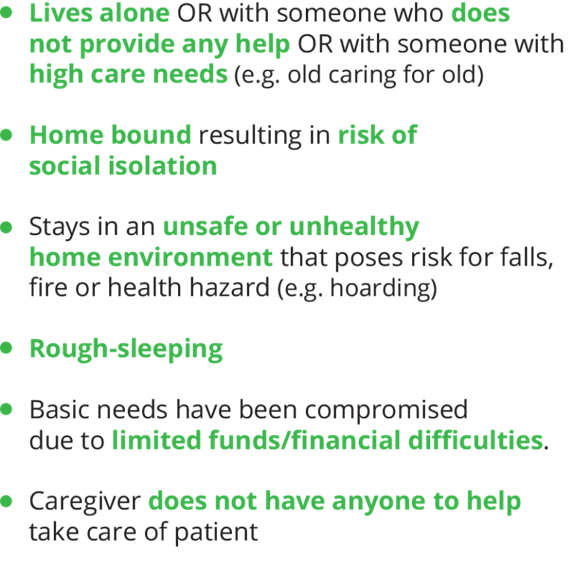 • Lives alone OR with someone who does
not provide any help OR with someone with
high care needs (e.g. old caring for old)
• Home bound resulting in risk of
social isolation
• Stays in an unsafe or unhealthy
home environment that poses risk for falls,
fire or health hazard (e.g. hoarding)
• Rough-sleeping
• Basic needs have been compromised
due to limited funds/financial difficulties.
• Caregiver does not have anyone to help
take care of patient